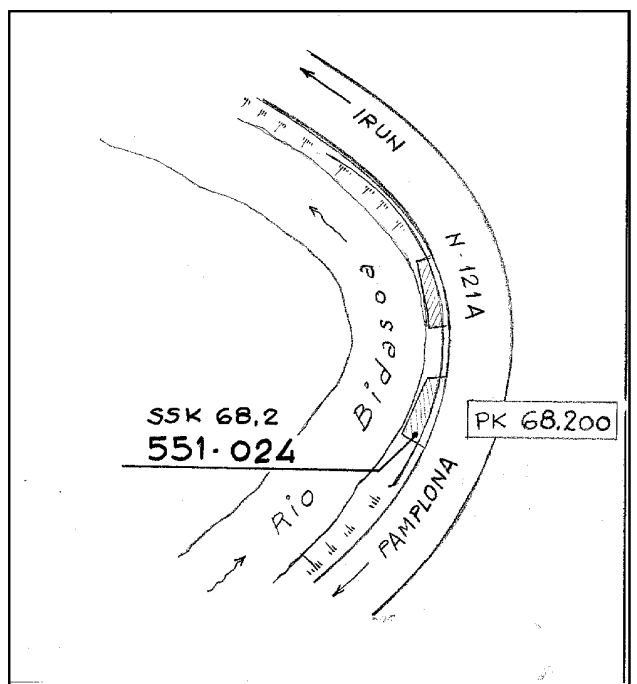 IRUN
N-121A
Rio Bidasoa
SSK 68,2
551-024
PK 68.200
PAMPLONA